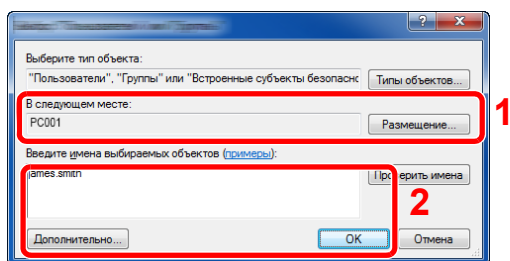 Выберите тип объекта:
"Пользователи", "Группы" или "Встроенные субъекты безопасно
Типы объектов...
В следующем месте:
PC001
Размещение...
1
Введите имена выбираемых объектов (примеры):
james.smith
Проверить имена
2
Дополнительно...
OK
Отмена